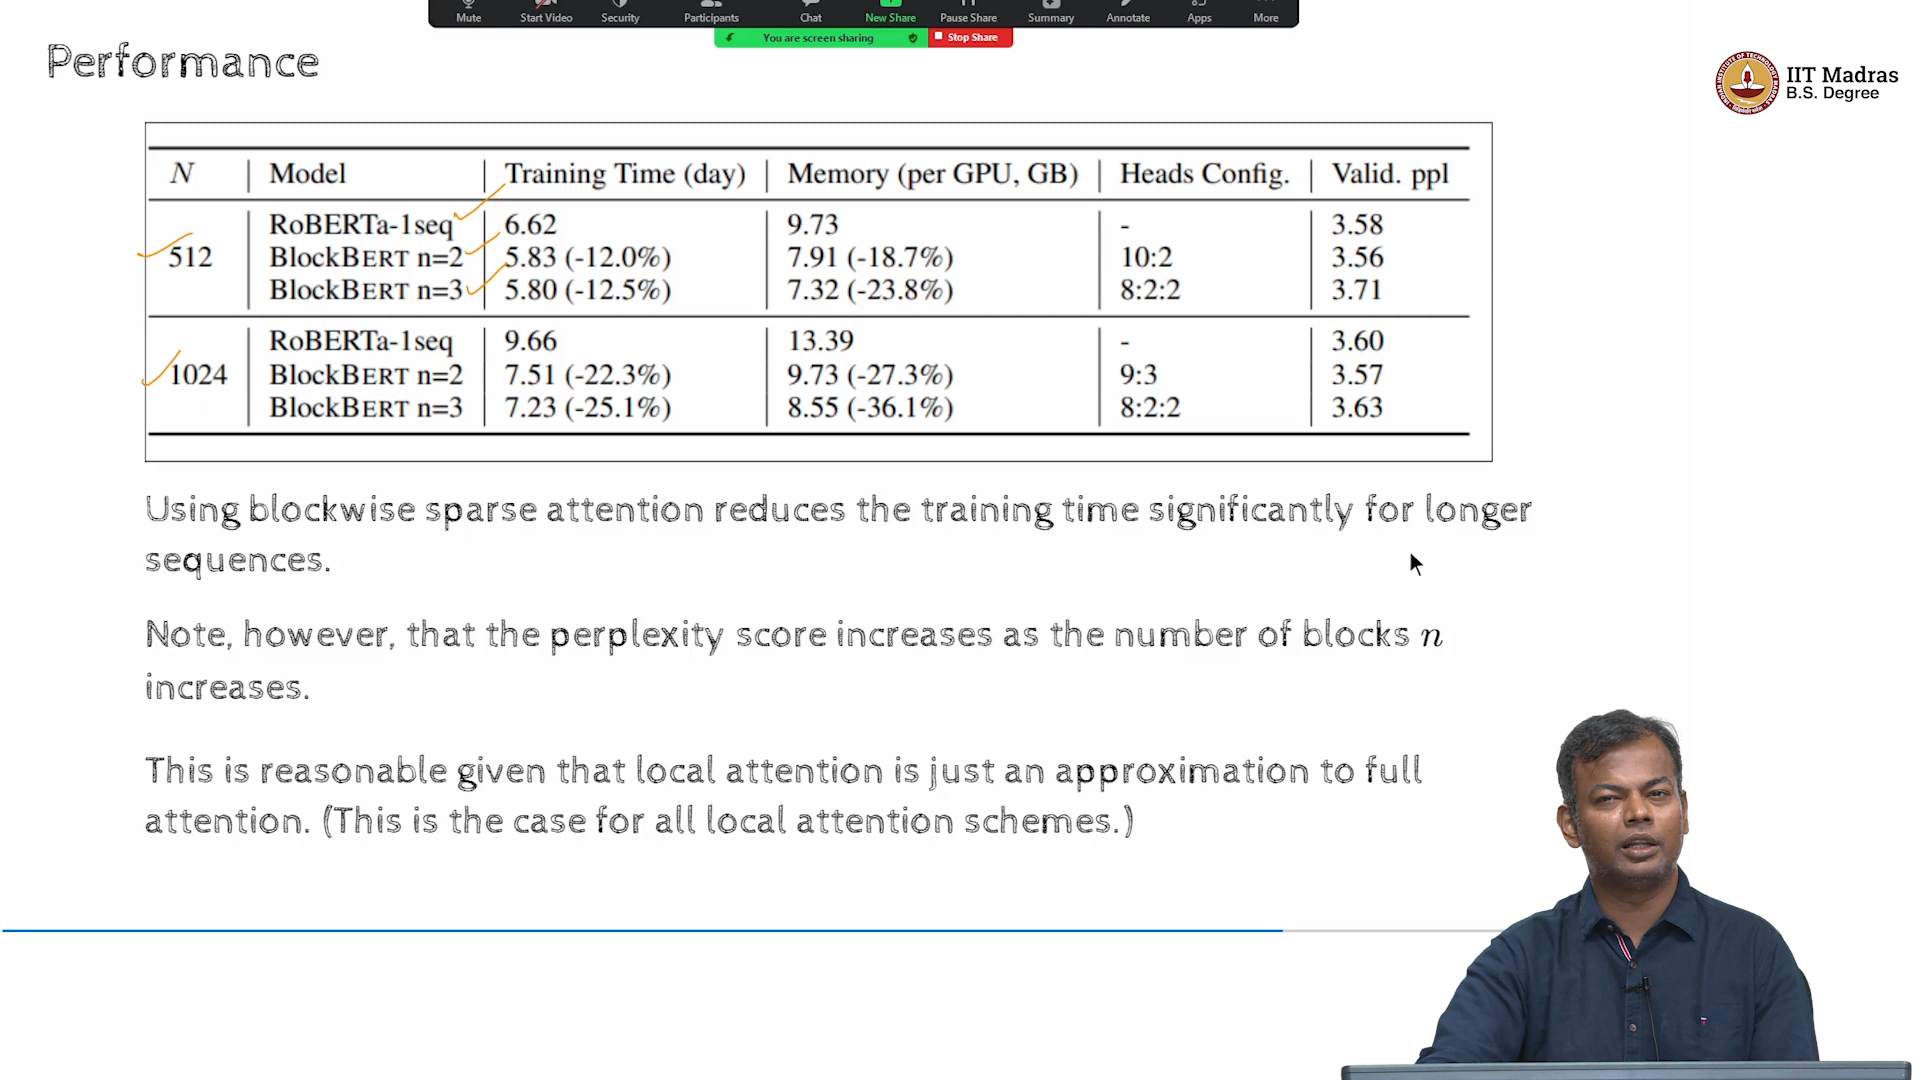 Mute Start Video Security Participants Chat New Share Pause Share Summary Annotate Apps More
You are screen sharing Stop Share
Performance
IIT Madras
B.S. Degree
N Model Training Time (day) Memory (per GPU, GB) Heads Config. Valid. ppl
RoBERTa-1seq 6.62 9.73 - 3.58
512 BlockBERT n=2 5.83 (-12.0%) 7.91 (-18.7%) 10:2 3.56
BlockBERT n=3 5.80 (-12.5%) 7.32 (-23.8%) 8:2:2 3.71
RoBERTa-1seq 9.66 13.39 - 3.60
1024 BlockBERT n=2 7.51 (-22.3%) 9.73 (-27.3%) 9:3 3.57
BlockBERT n=3 7.23 (-25.1%) 8.55 (-36.1%) 8:2:2 3.63
Using blockwise sparse attention reduces the training time significantly for longer
sequences.
Note, however, that the perplexity score increases as the number of blocks n
increases.
This is reasonable given that local attention is just an approximation to full
attention. (This is the case for all local attention schemes.)